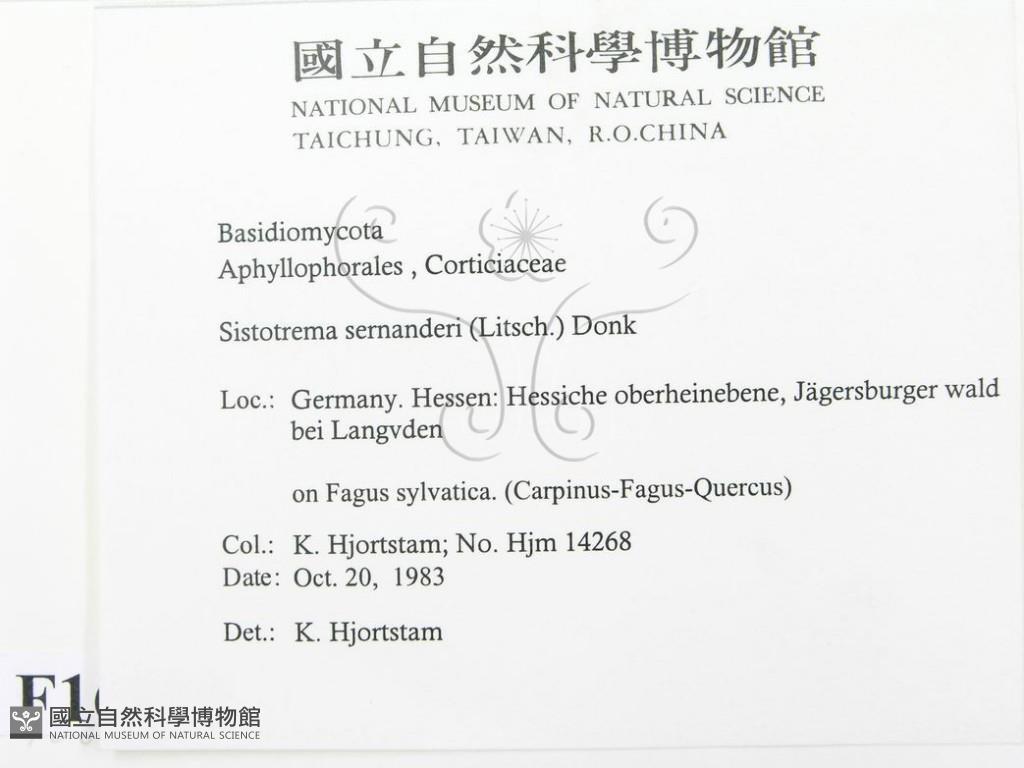 國立自然科學博物館
NATIONAL MUSEUM OF NATURAL SCIENCE
TAICHUNG, TAIWAN, R.O.CHINA
Basidiomycota
Aphyllophorales , Corticiaceae
Sistotrema sernanderi (Litsch.) Donk
Loc.: Germany. Hessen: Hessiche oberheinebene, Jägersburger wald
bei Langvden
on Fagus sylvatica. (Carpinus-Fagus-Quercus)
Col.: K. Hjortstam; No. Hjm 14268
Date: Oct. 20, 1983
Det.: K. Hjortstam
國立自然科學博物館
NATIONAL MUSEUM OF NATURAL SCIENCE